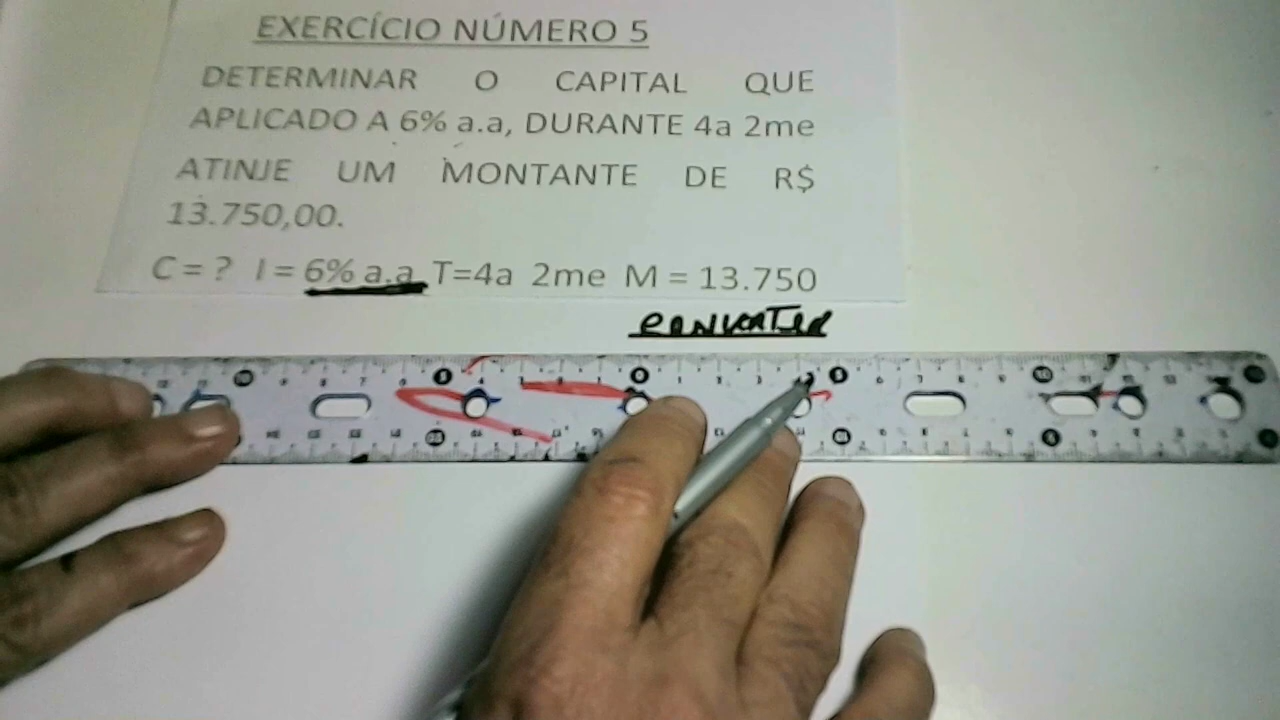 EXERCÍCIO NÚMERO 5
DETERMINAR O CAPITAL QUE
APLICADO A 6% a.a, DURANTE 4a 2me
ATINJE UM MONTANTE DE R$
13.750,00.
C = ? I = 6% a.a T=4a 2me M = 13.750